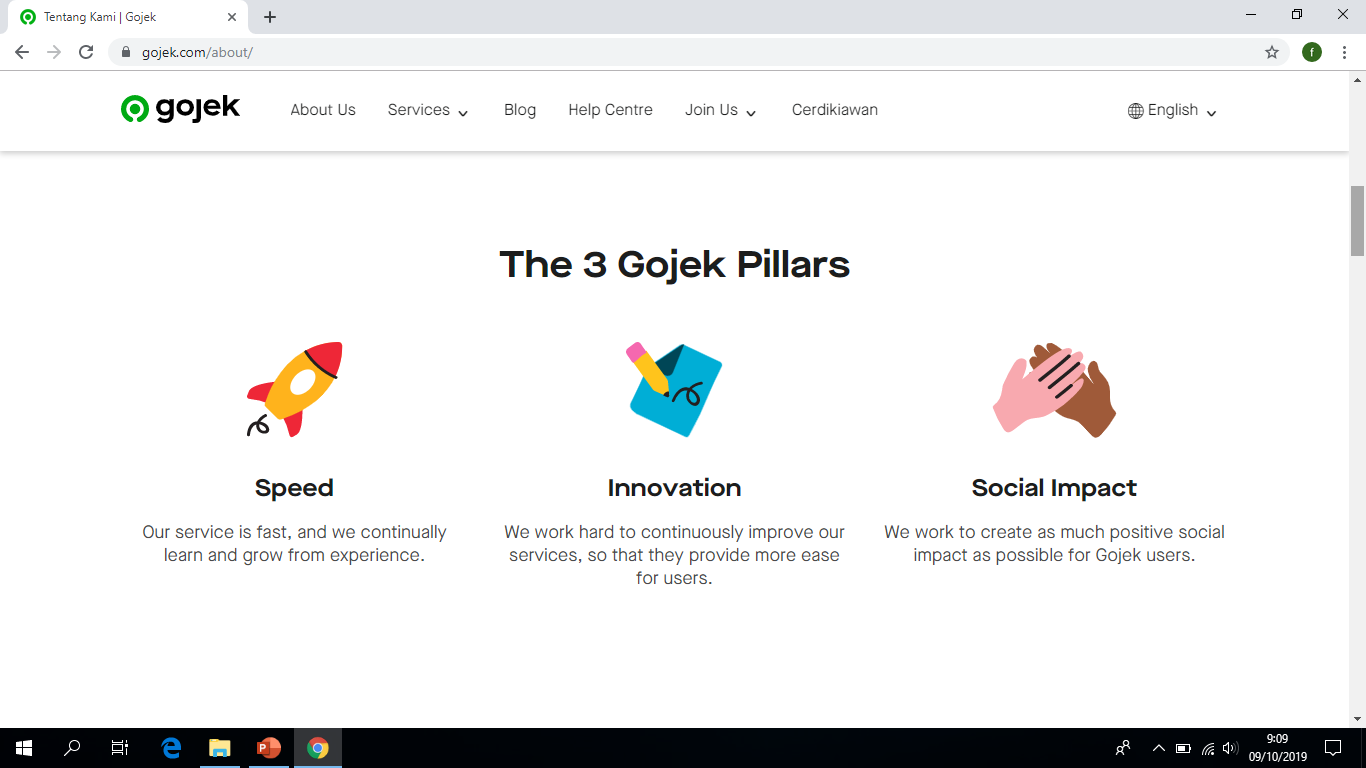 Tentang Kami | Gojek
gojek.com/about/
f
gojek
About Us
Services
Blog
Help Centre
Join Us
Cerdikiawan
English
The 3 Gojek Pillars
Speed
Our service is fast, and we continually
learn and grow from experience.
Innovation
We work hard to continuously improve our
services, so that they provide more ease
for users.
Social Impact
We work to create as much positive social
impact as possible for Gojek users.
P
9:09
09/10/2019